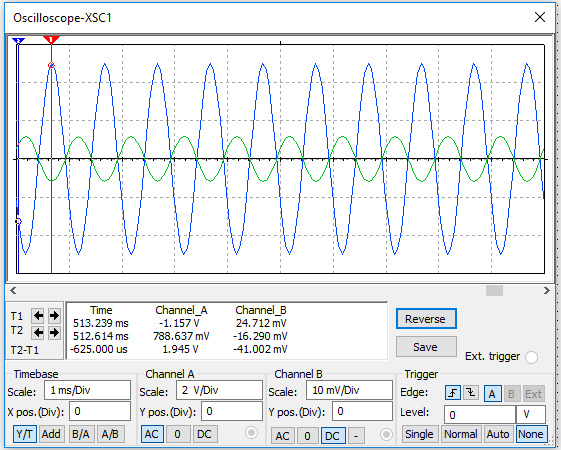 Oscilloscope-XSC1
2 1
T1
T2
T2-T1
Time Channel_A Channel_B
513.239 ms -1.157 V 24.712 mV
512.614 ms 788.637 mV -16.290 mV
-625.000 us 1.945 V -41.002 mV
Reverse
Save
Ext. trigger
Timebase
Scale: 1 ms/Div
X pos.(Div): 0
Y/T Add B/A A/B
Channel A
Scale: 2 V/Div
Y pos.(Div): 0
AC 0 DC
Channel B
Scale: 10 mV/Div
Y pos.(Div): 0
AC 0 DC -
Trigger
Edge: A B Ext
Level: 0 V
Single Normal Auto None